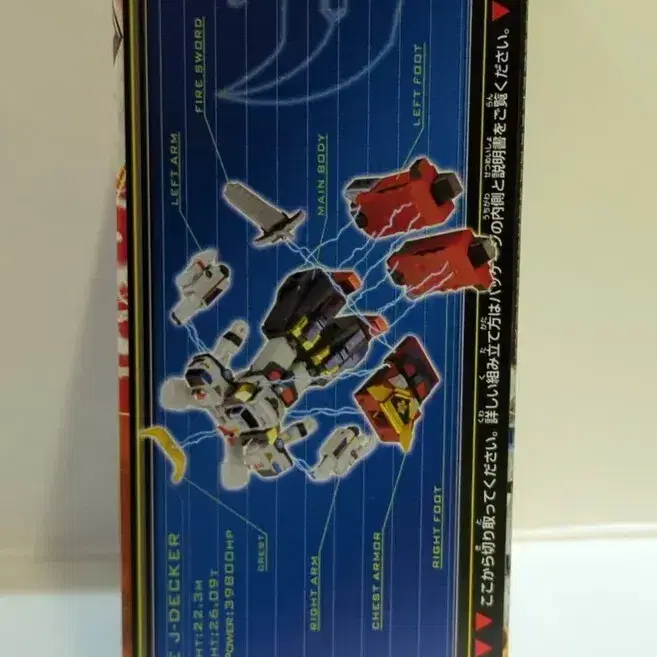 J-DECKER
HT:22.3M
HT:26.09T
POWER:39800HP
CREST
RIGHT ARM
CHEST ARMOR
RIGHT FOOT
LEFT ARM
FIRE SWORD
MAIN BODY
LEFT FOOT
ここから切り取ってください。詳しい組み立て方はパッケージの内側と説明書をご覧ください。